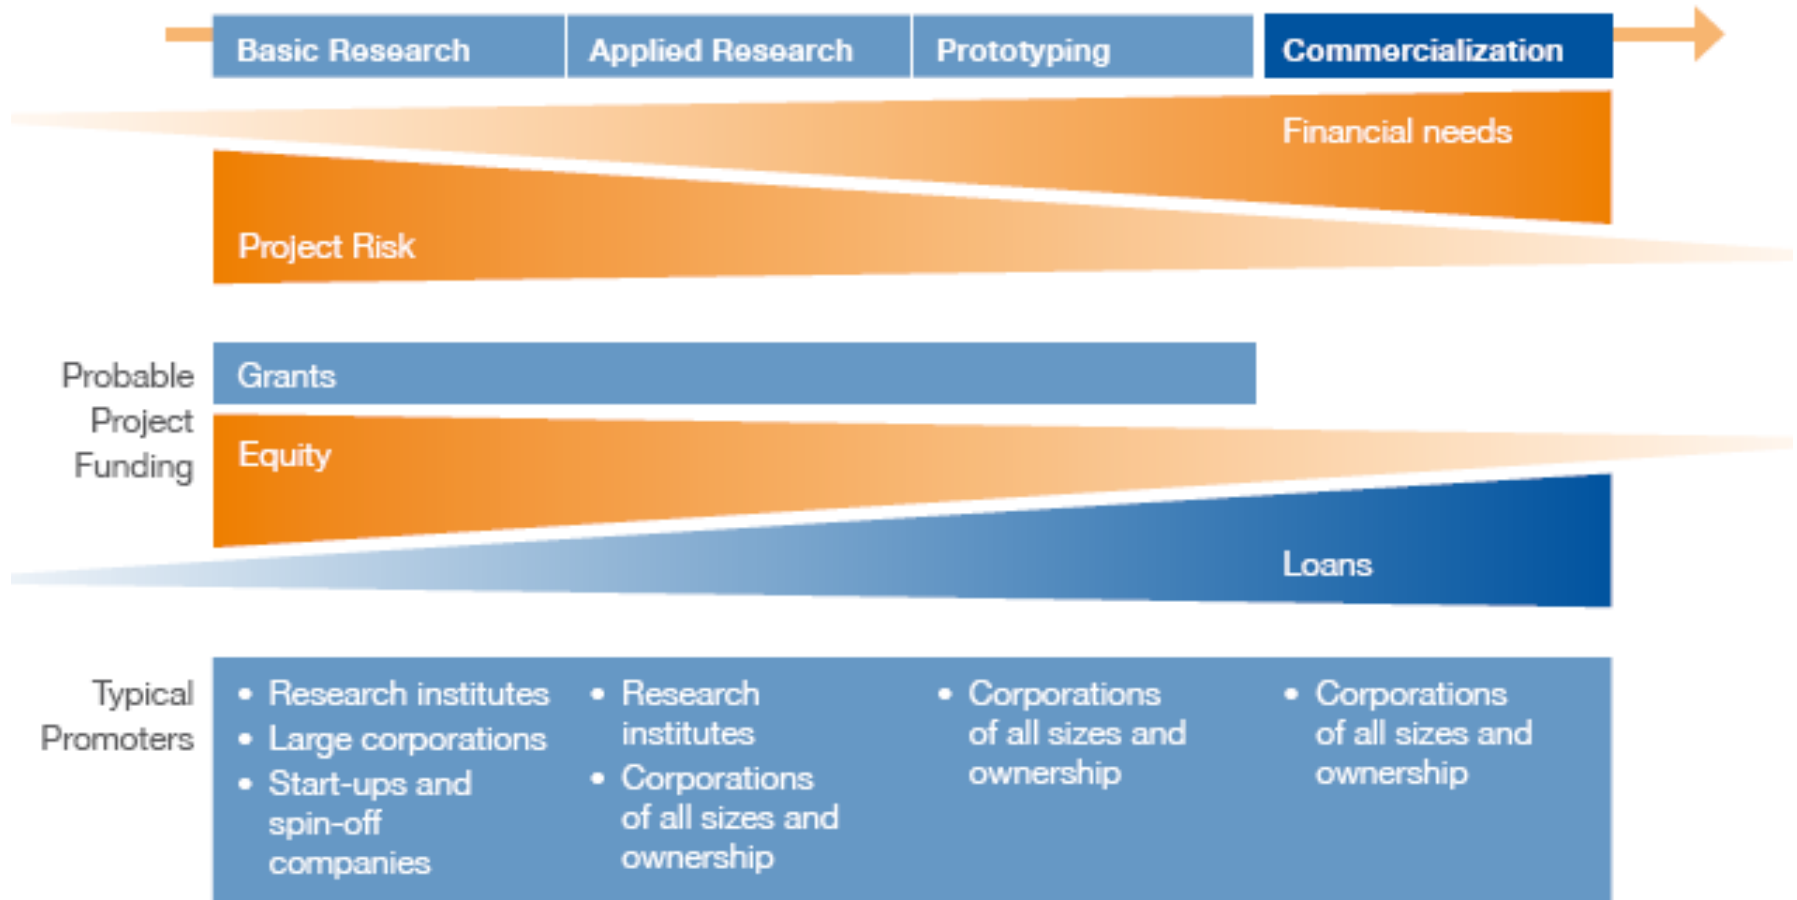 Basic Research
Applied Research
Prototyping
Commercialization
Financial needs
Project Risk
Probable
Project
Funding
Grants
Equity
Loans
Typical
Promoters
• Research institutes
• Large corporations
• Start-ups and
spin-off
companies
• Research
institutes
• Corporations
of all sizes and
ownership
• Corporations
of all sizes and
ownership
• Corporations
of all sizes and
ownership